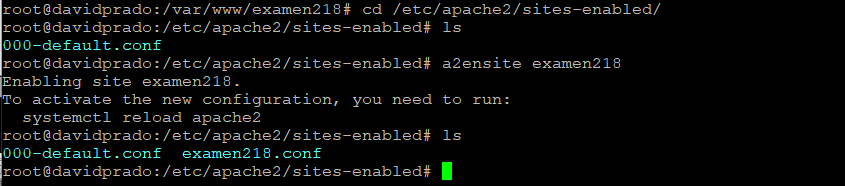 root@davidprado:/var/www/examen218# cd /etc/apache2/sites-enabled/
root@davidprado:/etc/apache2/sites-enabled# ls
000-default.conf
root@davidprado:/etc/apache2/sites-enabled# a2ensite examen218
Enabling site examen218.
To activate the new configuration, you need to run:
  systemctl reload apache2
root@davidprado:/etc/apache2/sites-enabled# ls
000-default.conf  examen218.conf
root@davidprado:/etc/apache2/sites-enabled#